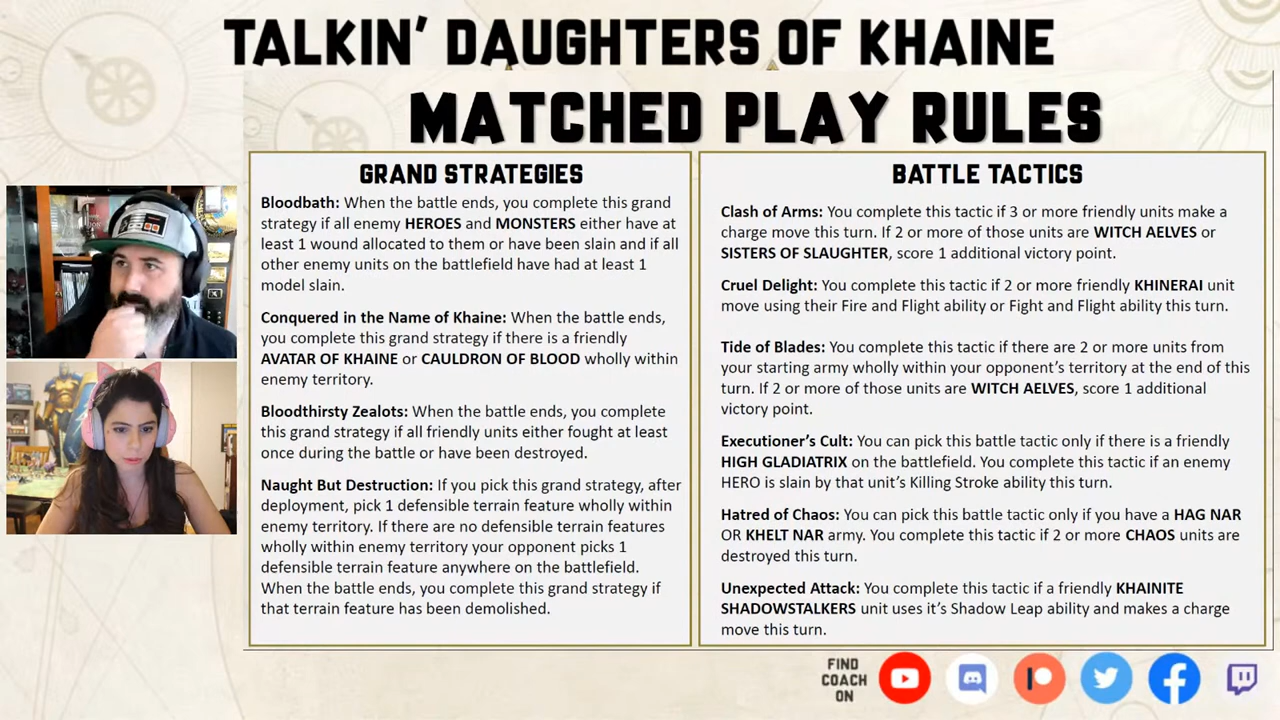 TALKIN' DAUGHTERS OF KHAINE
MATCHED PLAY RULES
GRAND STRATEGIES
Bloodbath: When the battle ends, you complete this grand
strategy if all enemy HEROES and MONSTERS either have at
least 1 wound allocated to them or have been slain and if all
other enemy units on the battlefield have had at least 1
model slain.
Conquered in the Name of Khaine: When the battle ends,
you complete this grand strategy if there is a friendly
AVATAR OF KHAINE or CAULDRON OF BLOOD wholly within
enemy territory.
Bloodthirsty Zealots: When the battle ends, you complete
this grand strategy if all friendly units either fought at least
once during the battle or have been destroyed.
Naught But Destruction: If you pick this grand strategy, after
deployment, pick 1 defensible terrain feature wholly within
enemy territory. If there are no defensible terrain features
wholly within enemy territory your opponent picks 1
defensible terrain feature anywhere on the battlefield.
When the battle ends, you complete this grand strategy if
that terrain feature has been demolished.
BATTLE TACTICS
Clash of Arms: You complete this tactic if 3 or more friendly units make a
charge move this turn. If 2 or more of those units are WITCH AELVES or
SISTERS OF SLAUGHTER, score 1 additional victory point.
Cruel Delight: You complete this tactic if 2 or more friendly KHINERAI unit
move using their Fire and Flight ability or Fight and Flight ability this turn.
Tide of Blades: You complete this tactic if there are 2 or more units from
your starting army wholly within your opponent's territory at the end of this
turn. If 2 or more of those units are WITCH AELVES, score 1 additional
victory point.
Executioner's Cult: You can pick this battle tactic only if there is a friendly
HIGH GLADIATRIX on the battlefield. You complete this tactic if an enemy
HERO is slain by that unit's Killing Stroke ability this turn.
Hatred of Chaos: You can pick this battle tactic only if you have a HAG NAR
OR KHELT NAR army. You complete this tactic if 2 or more CHAOS units are
destroyed this turn.
Unexpected Attack: You complete this tactic if a friendly KHAINITE
SHADOWSTALKERS unit uses it's Shadow Leap ability and makes a charge
move this turn.
FIND
COACH
ON